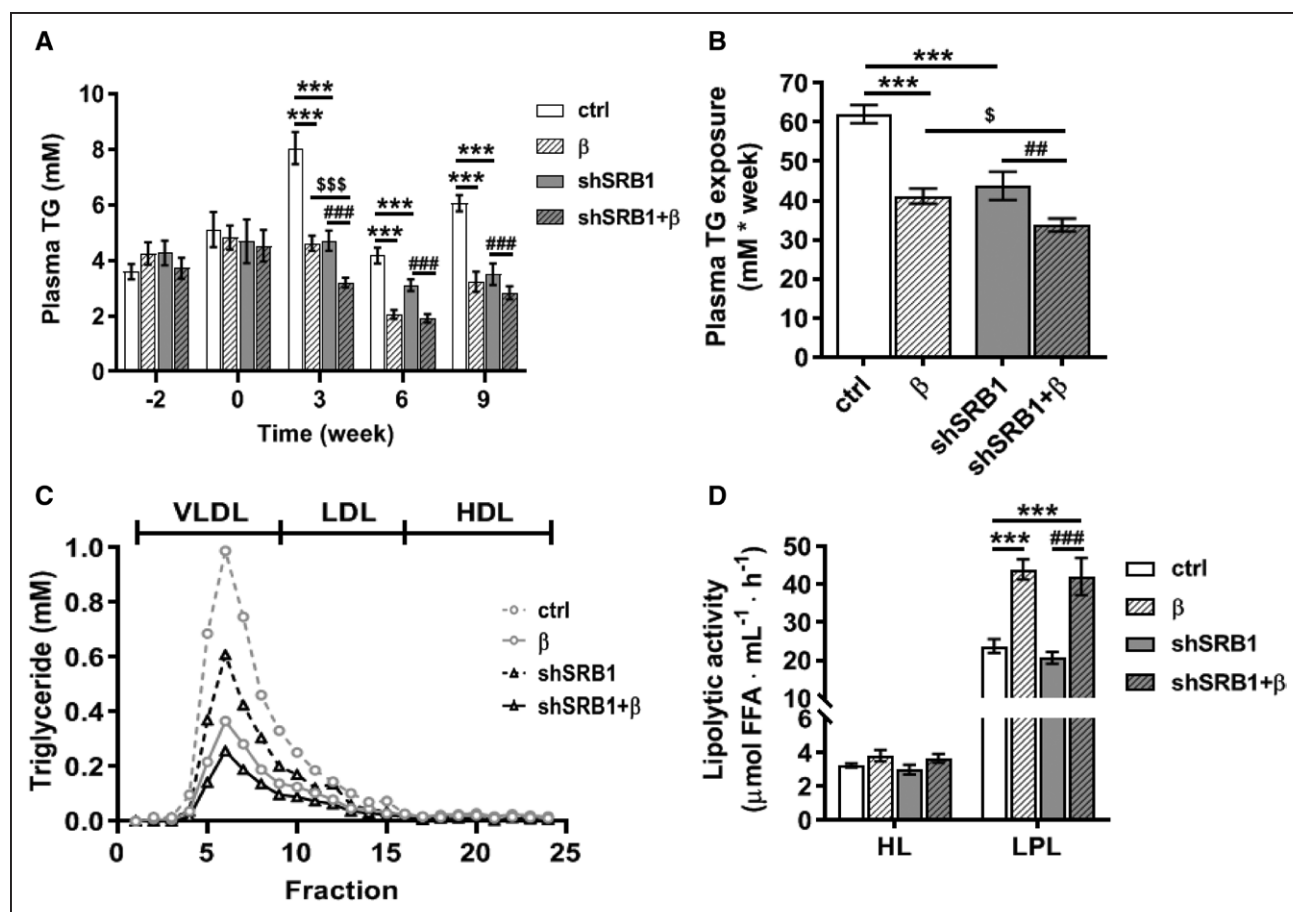 A
Plasma TG (mM)
10
8
6
4
2
0
***
***
$$$
###
***
***
###
***
***
###
-2 0 3 6 9
Time (week)
ctrl
β
shSRB1
shSRB1+β
B
Plasma TG exposure
(mM * week)
70
60
50
40
30
20
10
0
***
***
$
##
ctrl
β
shSRB1
shSRB1+β
C
VLDL LDL HDL
Triglyceride (mM)
1.0
0.8
0.6
0.4
0.2
0.0
0 5 10 15 20 25
Fraction
ctrl
β
shSRB1
shSRB1+β
D
Lipolytic activity
(μmol FFA · mL⁻¹ · h⁻¹)
50
40
30
20
10
6
4
2
0
***
***
###
HL LPL
ctrl
β
shSRB1
shSRB1+β